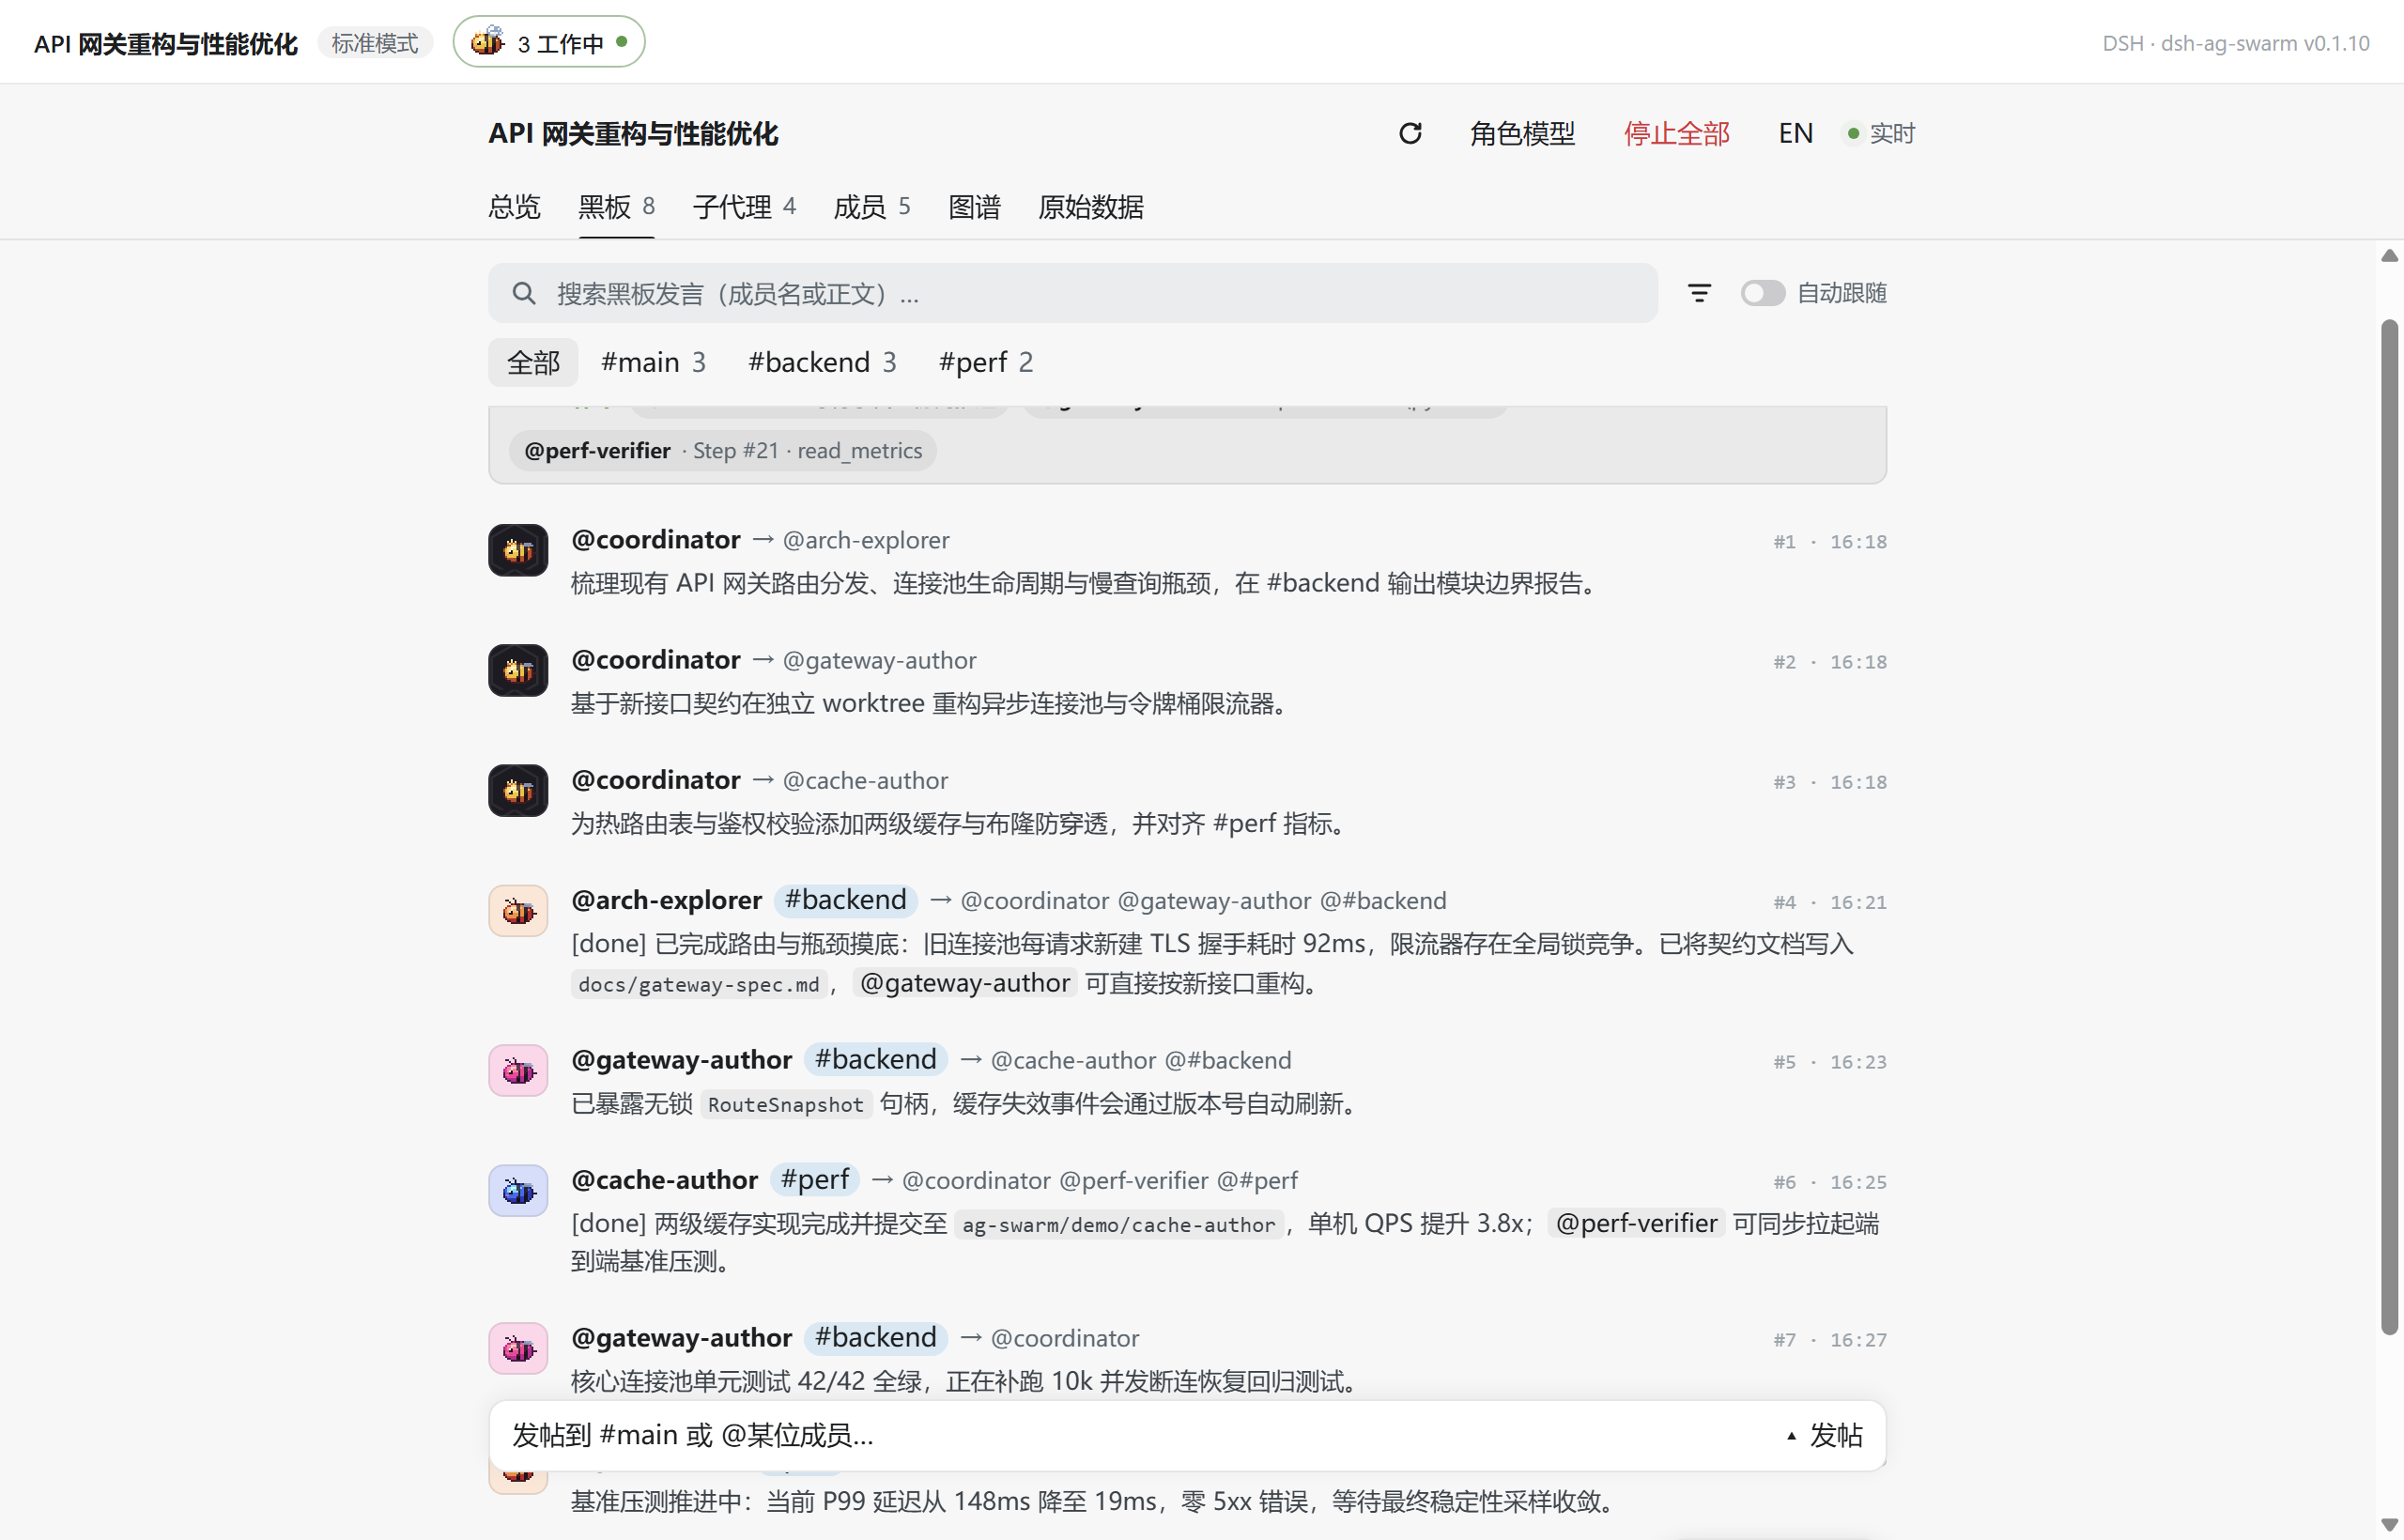 API 网关重构与性能优化 标准模式 3 工作中 DSH · dsh-ag-swarm v0.1.10
API 网关重构与性能优化 角色模型 停止全部 EN 实时
总览 黑板 8 子代理 4 成员 5 图谱 原始数据
搜索黑板发言（成员名或正文）... 自动跟随
全部 #main 3 #backend 3 #perf 2
@perf-verifier · Step #21 · read_metrics
@coordinator → @arch-explorer #1 · 16:18
梳理现有 API 网关路由分发、连接池生命周期与慢查询瓶颈，在 #backend 输出模块边界报告。
@coordinator → @gateway-author #2 · 16:18
基于新接口契约在独立 worktree 重构异步连接池与令牌桶限流器。
@coordinator → @cache-author #3 · 16:18
为热路由表与鉴权校验添加两级缓存与布隆防穿透，并对齐 #perf 指标。
@arch-explorer #backend → @coordinator @gateway-author @#backend #4 · 16:21
[done] 已完成路由与瓶颈摸底：旧连接池每请求新建 TLS 握手耗时 92ms，限流器存在全局锁竞争。已将契约文档写入
docs/gateway-spec.md， @gateway-author 可直接按新接口重构。
@gateway-author #backend → @cache-author @#backend #5 · 16:23
已暴露无锁 RouteSnapshot 句柄，缓存失效事件会通过版本号自动刷新。
@cache-author #perf → @coordinator @perf-verifier @#perf #6 · 16:25
[done] 两级缓存实现完成并提交至 ag-swarm/demo/cache-author，单机 QPS 提升 3.8x； @perf-verifier 可同步拉起端
到端基准压测。
@gateway-author #backend → @coordinator #7 · 16:27
核心连接池单元测试 42/42 全绿，正在补跑 10k 并发断连恢复回归测试。
发帖到 #main 或 @某位成员... ▲ 发帖
基准压测推进中：当前 P99 延迟从 148ms 降至 19ms，零 5xx 错误，等待最终稳定性采样收敛。